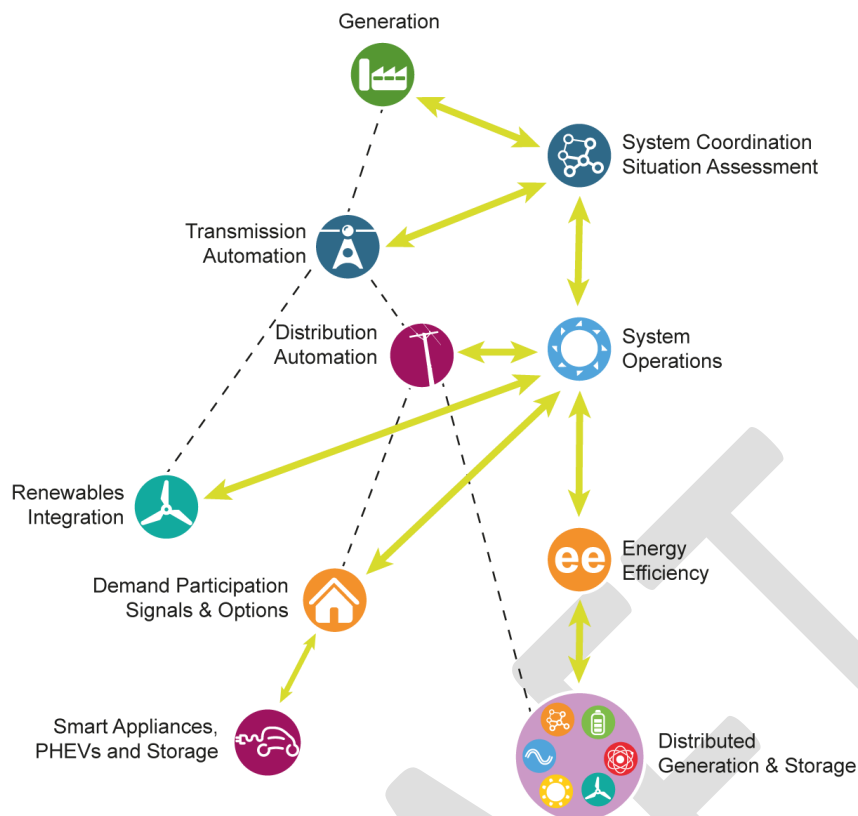 Generation
System Coordination
Situation Assessment
Transmission
Automation
Distribution
Automation
System
Operations
Renewables
Integration
Energy
Efficiency
ee
Demand Participation
Signals & Options
Smart Appliances,
PHEVs and Storage
Distributed
Generation & Storage